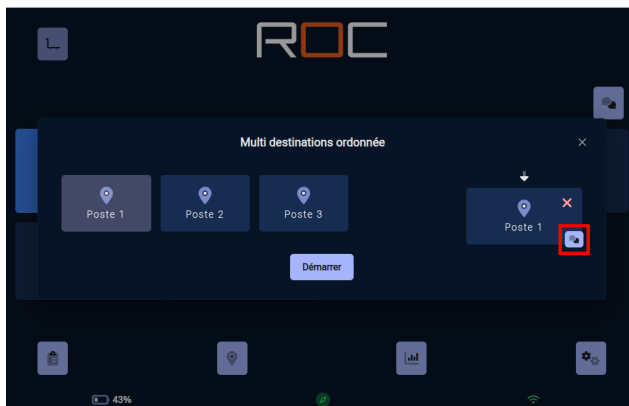 ROC
Multi destinations ordonnée
Poste 1
Poste 2
Poste 3
Poste 1
Démarrer
43%